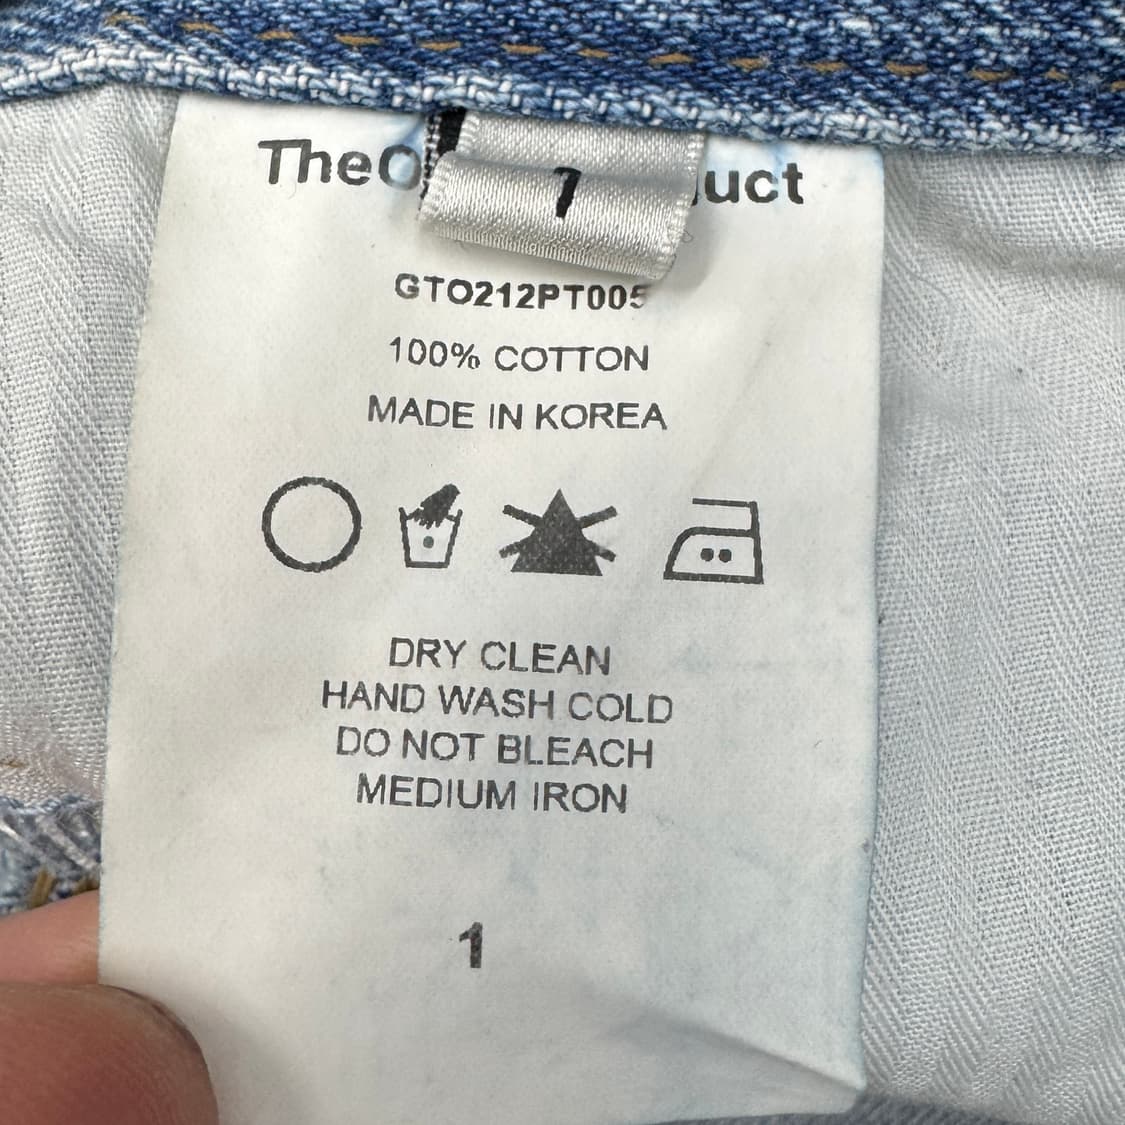 TheO uct
1
GTO212PT005
100% COTTON
MADE IN KOREA
DRY CLEAN
HAND WASH COLD
DO NOT BLEACH
MEDIUM IRON
1